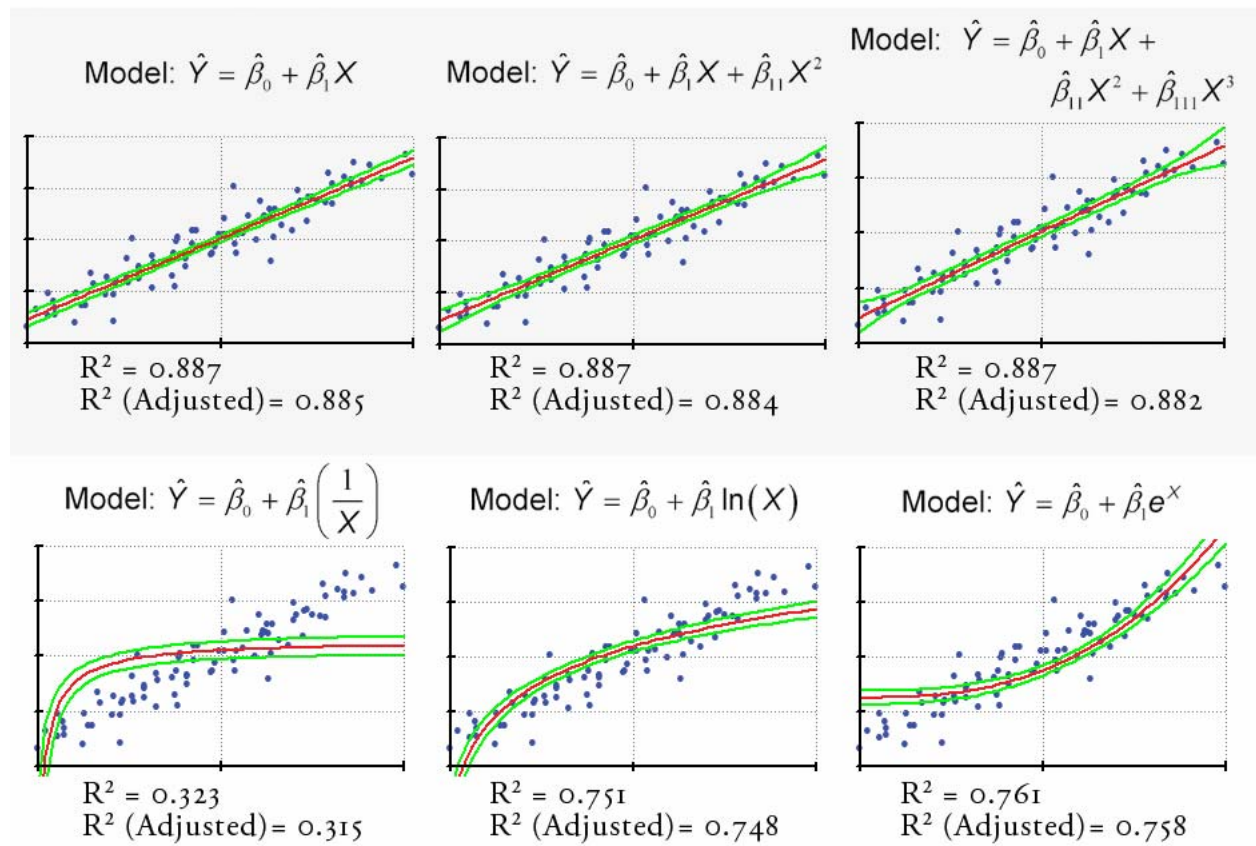 Model: Ŷ = β̂₀ + β̂₁X
Model: Ŷ = β̂₀ + β̂₁X + β̂₁₁X²
Model: Ŷ = β̂₀ + β̂₁X +
β̂₁₁X² + β̂₁₁₁X³
R² = 0.887
R² (Adjusted)= 0.885
R² = 0.887
R² (Adjusted)= 0.884
R² = 0.887
R² (Adjusted)= 0.882
Model: Ŷ = β̂₀ + β̂₁(1/X)
Model: Ŷ = β̂₀ + β̂₁ ln(X)
Model: Ŷ = β̂₀ + β̂₁eˣ
R² = 0.323
R² (Adjusted)= 0.315
R² = 0.751
R² (Adjusted)= 0.748
R² = 0.761
R² (Adjusted)= 0.758